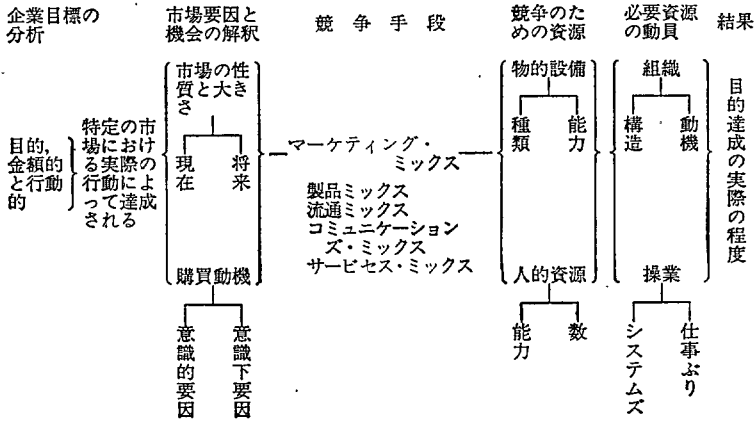 企業目標の
分析
目的,
金額的
と行動
的
特定の市
場におけ
る実際の
行動によ
って達成
される
市場要因と
機会の解釈
市場の性
質と大き
さ
現在
将来
購買動機
意識的要因
意識下要因
競争手段
マーケティング・
ミックス
製品ミックス
流通ミックス
コミュニケーション
ズ・ミックス
サービセス・ミックス
競争のた
めの資源
物的設備
種類
能力
人的資源
能力
数
必要資源
の動員
組織
構造
動機
操業
システムズ
仕事ぶり
結果
目的達成の実際の程度